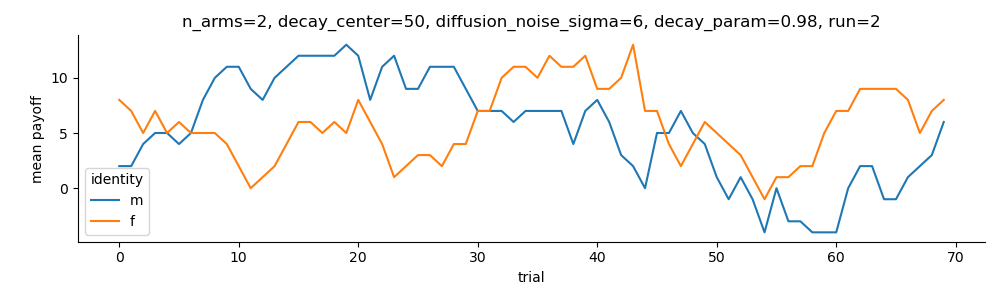 n_arms=2, decay_center=50, diffusion_noise_sigma=6, decay_param=0.98, run=2
mean payoff
10
5
0
identity
m
f
0 10 20 30 40 50 60 70
trial